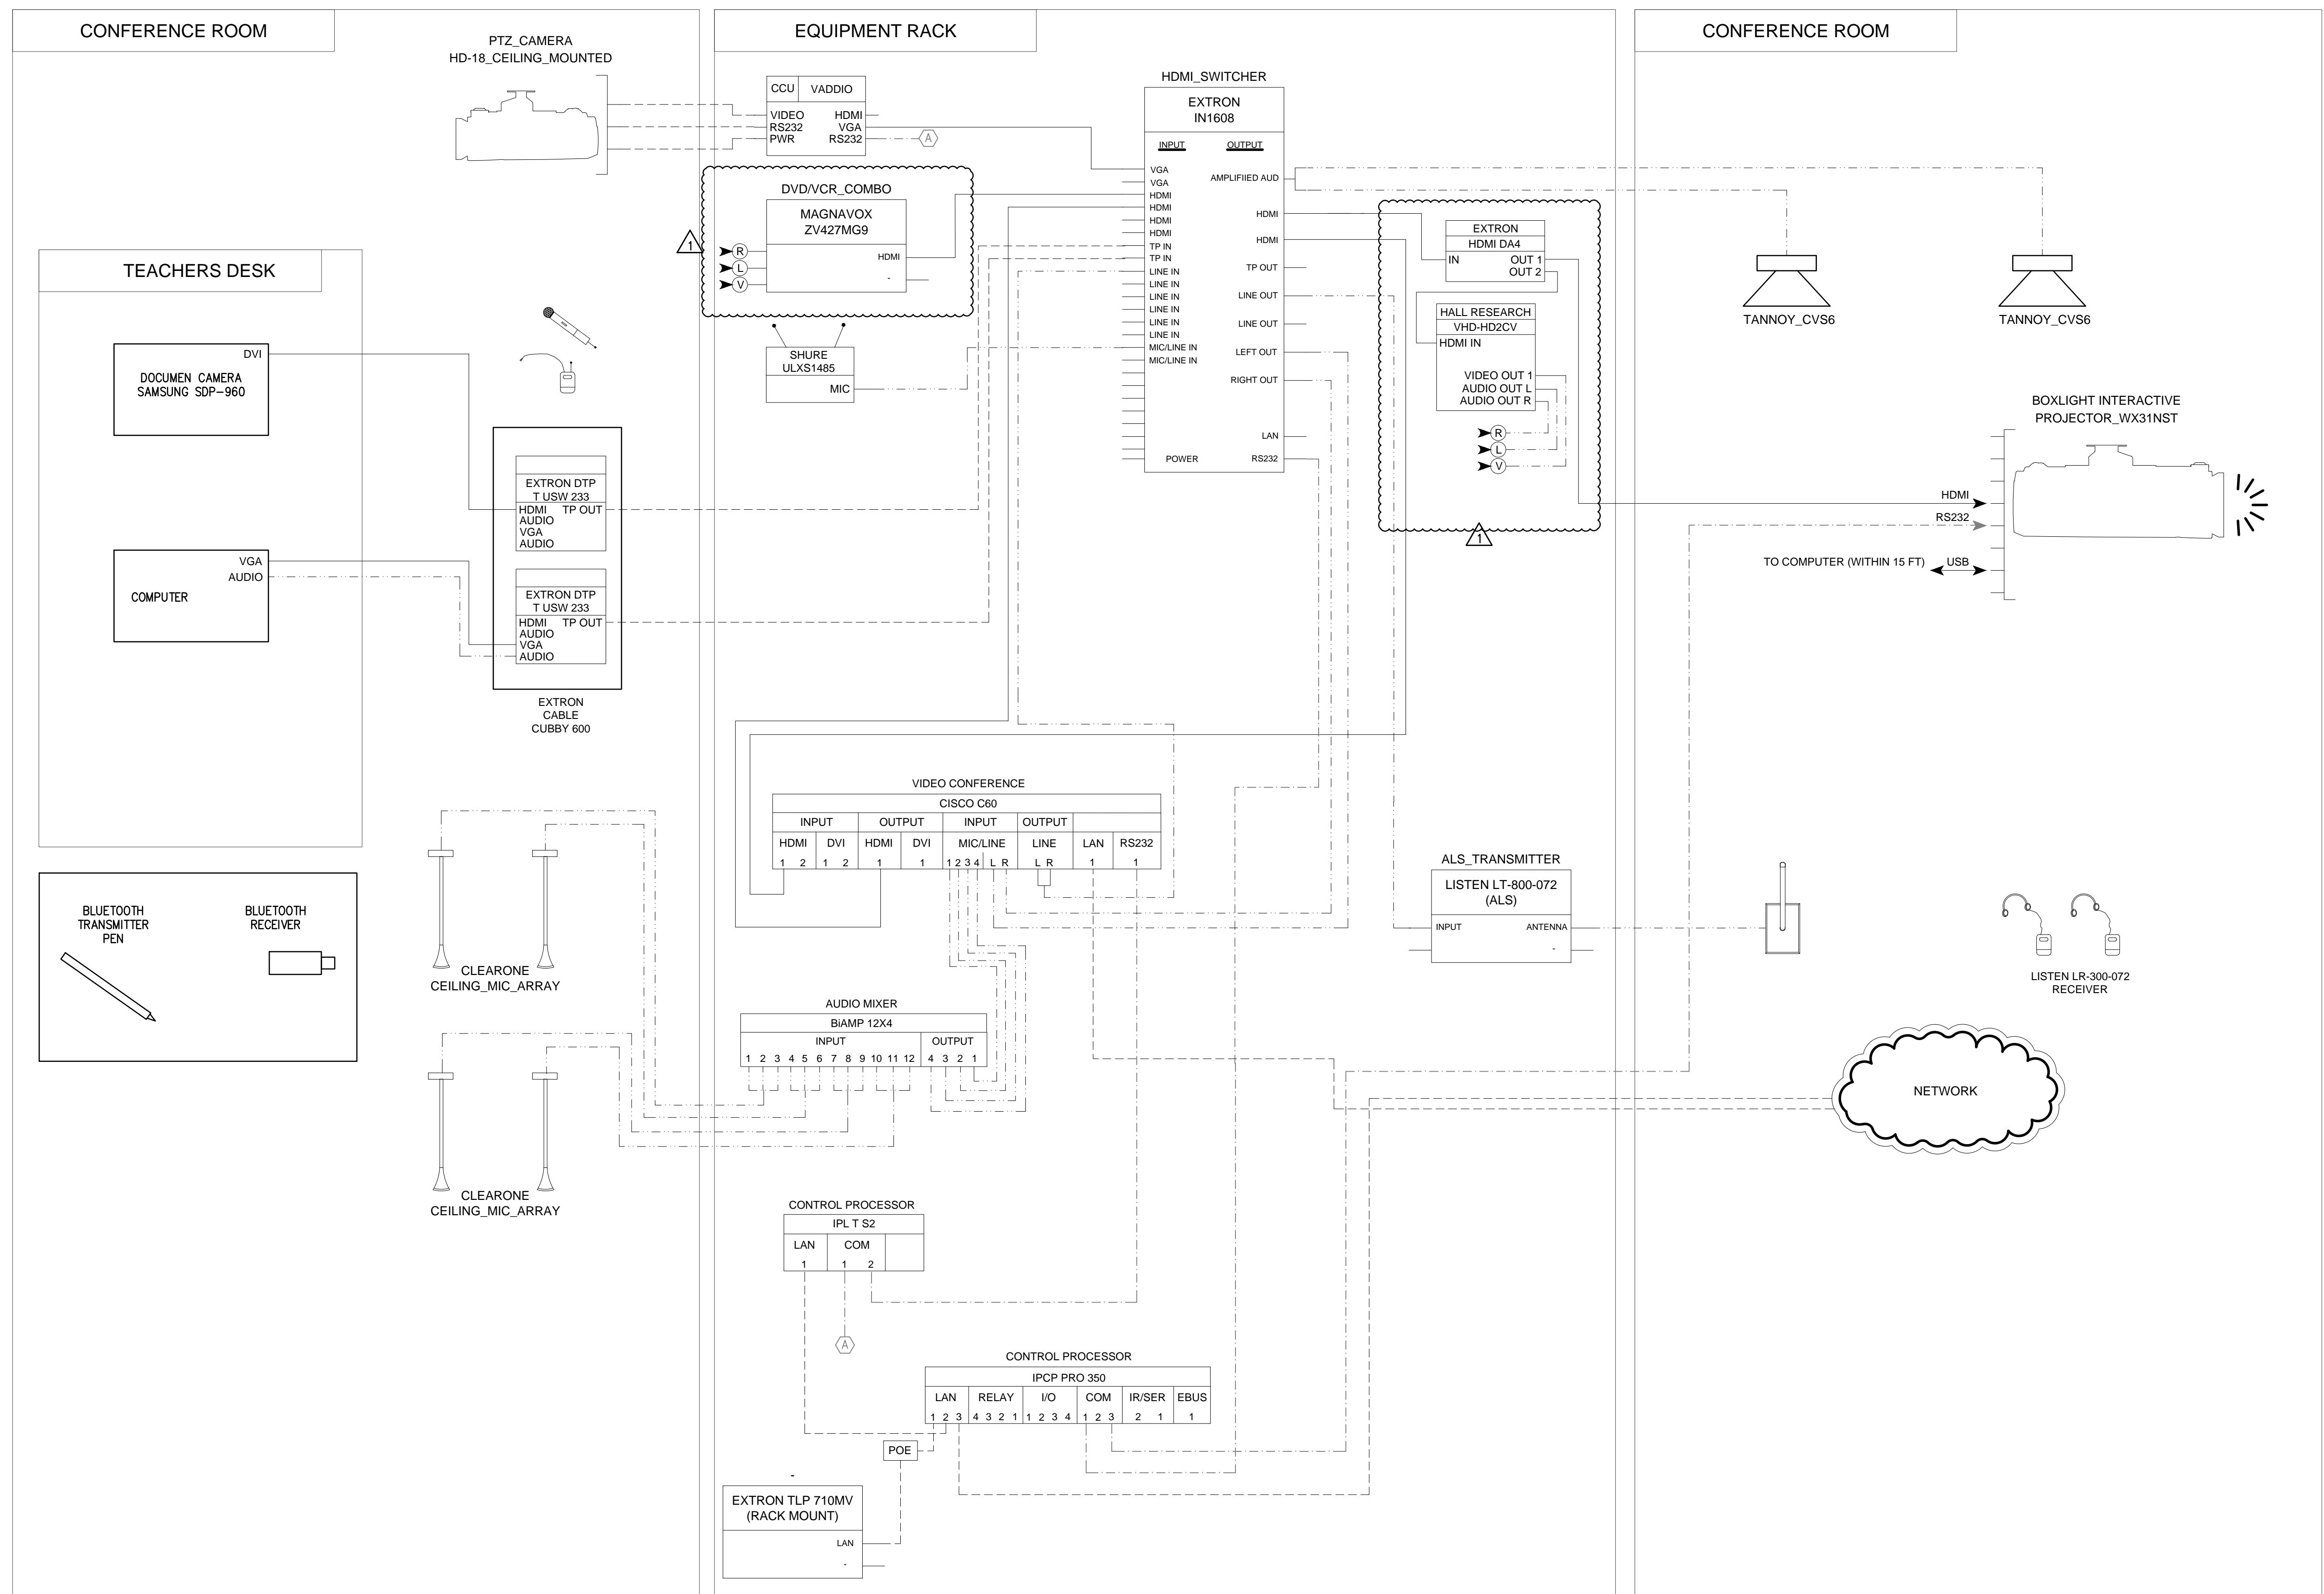 CONFERENCE ROOM
PTZ_CAMERA
HD-18_CEILING_MOUNTED
TEACHERS DESK
DVI
DOCUMEN CAMERA
SAMSUNG SDP-960
VGA
AUDIO
COMPUTER
EXTRON DTP
T USW 233
HDMI TP OUT
AUDIO
VGA
AUDIO
EXTRON DTP
T USW 233
HDMI TP OUT
AUDIO
VGA
AUDIO
EXTRON
CABLE
CUBBY 600
BLUETOOTH
TRANSMITTER
PEN
BLUETOOTH
RECEIVER
CLEARONE
CEILING_MIC_ARRAY
CLEARONE
CEILING_MIC_ARRAY
EQUIPMENT RACK
CCU VADDIO
VIDEO HDMI
RS232 VGA
PWR RS232
A
DVD/VCR_COMBO
MAGNAVOX
ZV427MG9
HDMI
-
R
L
V
1
SHURE
ULXS1485
MIC
HDMI_SWITCHER
EXTRON
IN1608
INPUT OUTPUT
VGA
VGA
HDMI
HDMI
HDMI
HDMI
TP IN
TP IN
LINE IN
LINE IN
LINE IN
LINE IN
LINE IN
LINE IN
MIC/LINE IN
MIC/LINE IN
POWER
AMPLIFIIED AUD
HDMI
HDMI
TP OUT
LINE OUT
LINE OUT
LEFT OUT
RIGHT OUT
LAN
RS232
EXTRON
HDMI DA4
IN OUT 1
OUT 2
HALL RESEARCH
VHD-HD2CV
HDMI IN
VIDEO OUT 1
AUDIO OUT L
AUDIO OUT R
R
L
V
1
VIDEO CONFERENCE
CISCO C60
INPUT OUTPUT INPUT OUTPUT
HDMI DVI HDMI DVI MIC/LINE LINE LAN RS232
1 2 1 2 1 1 1 2 3 4 L R L R 1 1
ALS_TRANSMITTER
LISTEN LT-800-072
(ALS)
INPUT ANTENNA
-
AUDIO MIXER
BiAMP 12X4
INPUT OUTPUT
1 2 3 4 5 6 7 8 9 10 11 12 4 3 2 1
CONTROL PROCESSOR
IPL T S2
LAN COM
1 1 2
A
CONTROL PROCESSOR
IPCP PRO 350
LAN RELAY I/O COM IR/SER EBUS
1 2 3 4 3 2 1 1 2 3 4 1 2 3 2 1 1
POE
-
EXTRON TLP 710MV
(RACK MOUNT)
LAN
-
CONFERENCE ROOM
TANNOY_CVS6
TANNOY_CVS6
BOXLIGHT INTERACTIVE
PROJECTOR_WX31NST
HDMI
RS232
TO COMPUTER (WITHIN 15 FT) USB
LISTEN LR-300-072
RECEIVER
NETWORK